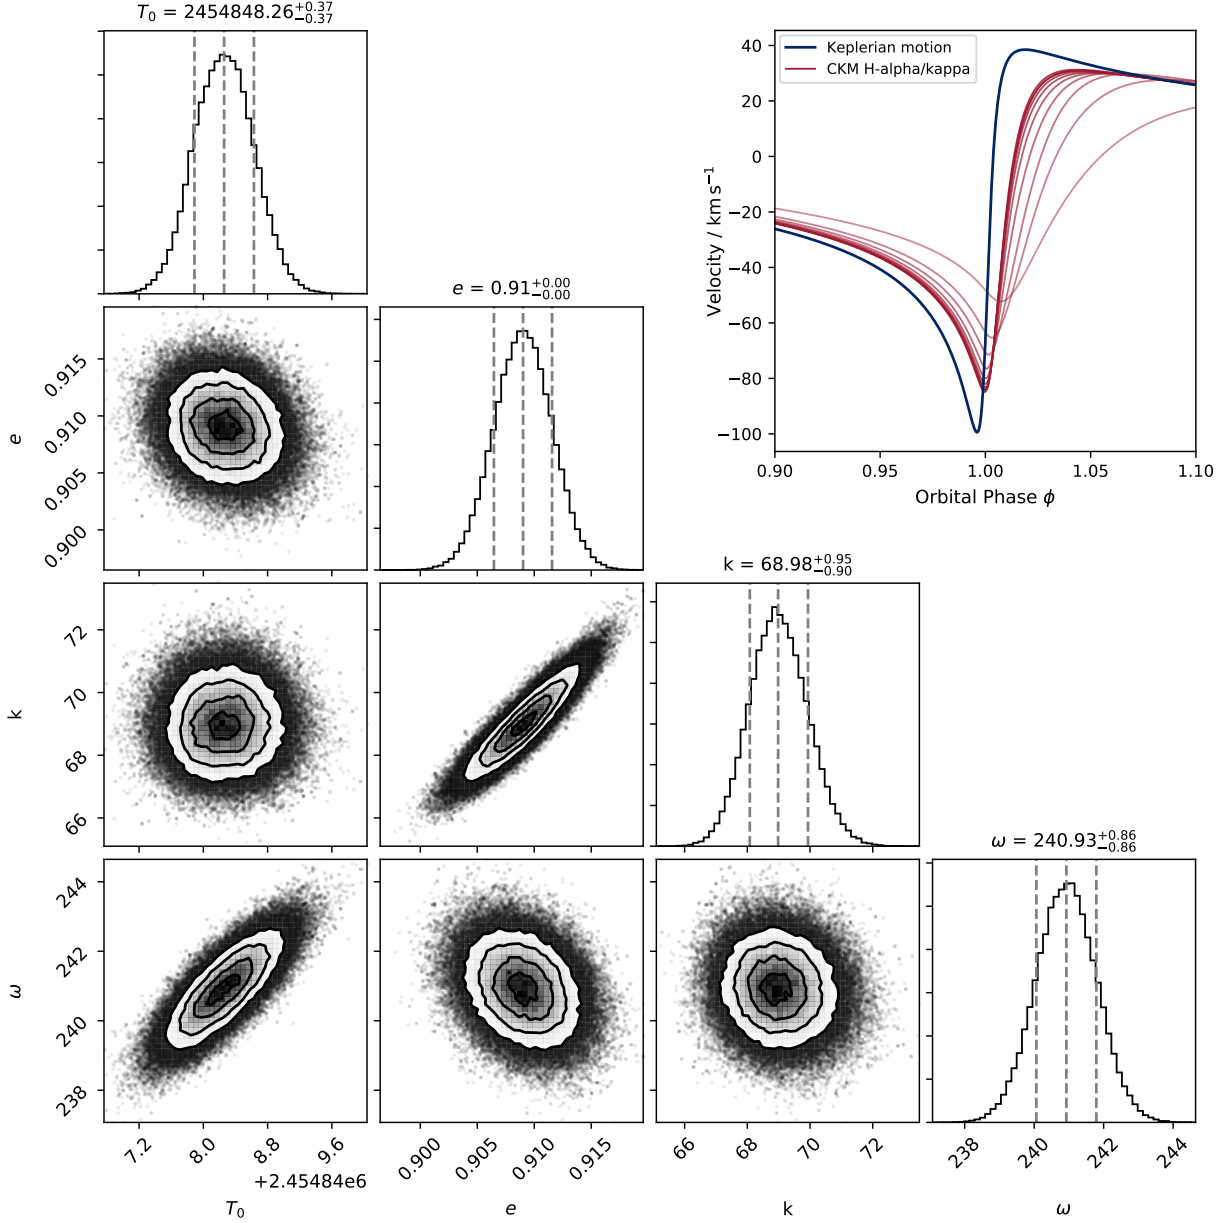 T₀ = 2454848.26 +0.37 −0.37
40
20
0
−20
−40
−60
−80
−100
Velocity / km s⁻¹
Keplerian motion
CKM H-alpha/kappa
0.90 0.95 1.00 1.05 1.10
Orbital Phase ϕ
e = 0.91 +0.00 −0.00
0.915
0.910
0.905
0.900
e
k = 68.98 +0.95 −0.90
72
70
68
66
k
ω = 240.93 +0.86 −0.86
244
242
240
238
ω
7.2 8.0 8.8 9.6
+2.45484e6
T₀
0.900 0.905 0.910 0.915
e
66 68 70 72
k
238 240 242 244
ω